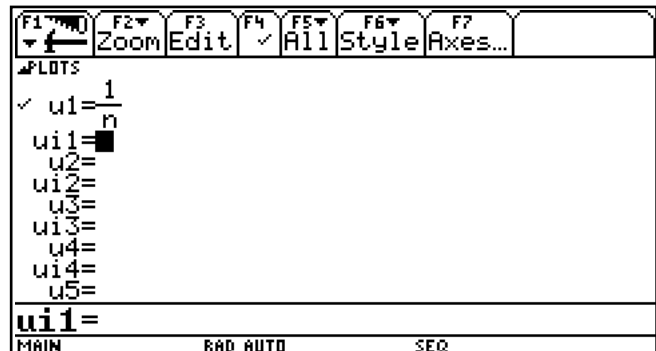 F1 F2 F3 F4 F5 F6 F7
Zoom Edit ✓ All Style Axes...
PLOTS
✓ u1=1/n
ui1=
u2=
ui2=
u3=
ui3=
u4=
ui4=
u5=
ui1=
MAIN RAD AUTO SEQ